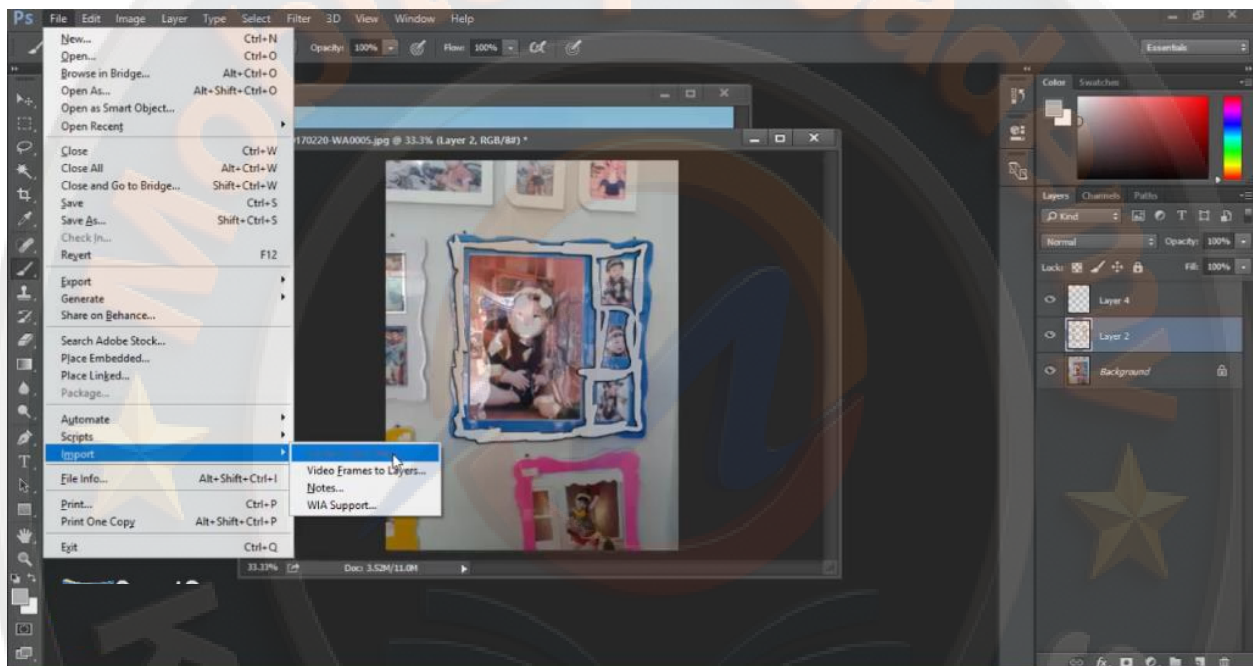 Ps File Edit Image Layer Type Select Filter 3D View Window Help
Opacity: 100% Flow: 100% Essentials
New... Ctrl+N
Open... Ctrl+O
Browse in Bridge... Alt+Ctrl+O
Open As... Alt+Shift+Ctrl+O
Open as Smart Object...
Open Recent
Close Ctrl+W
Close All Alt+Ctrl+W
Close and Go to Bridge... Shift+Ctrl+W
Save Ctrl+S
Save As... Shift+Ctrl+S
Check In...
Revert F12
Export
Generate
Share on Behance...
Search Adobe Stock...
Place Embedded...
Place Linked...
Package...
Automate
Scripts
Import
File Info... Alt+Shift+Ctrl+I
Print... Ctrl+P
Print One Copy Alt+Shift+Ctrl+P
Exit Ctrl+Q
Video Frames to Layers...
Notes...
WIA Support...
170220-WA0005.jpg @ 33.3% (Layer 2, RGB/8#) *
33.33% Doc: 3.52M/11.0M
Color Swatches
Layers Channels Paths
Kind
Normal Opacity: 100%
Lock: Fill: 100%
Layer 4
Layer 2
Background
fx